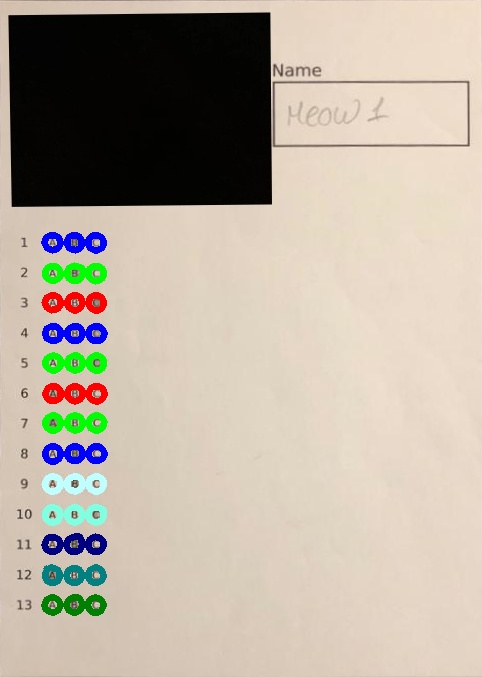 Name
Meow 1
1 A B C
2 A B C
3 A B C
4 A B C
5 A B C
6 A B C
7 A B C
8 A B C
9 A B C
10 A B C
11 A B C
12 A B C
13 A B C